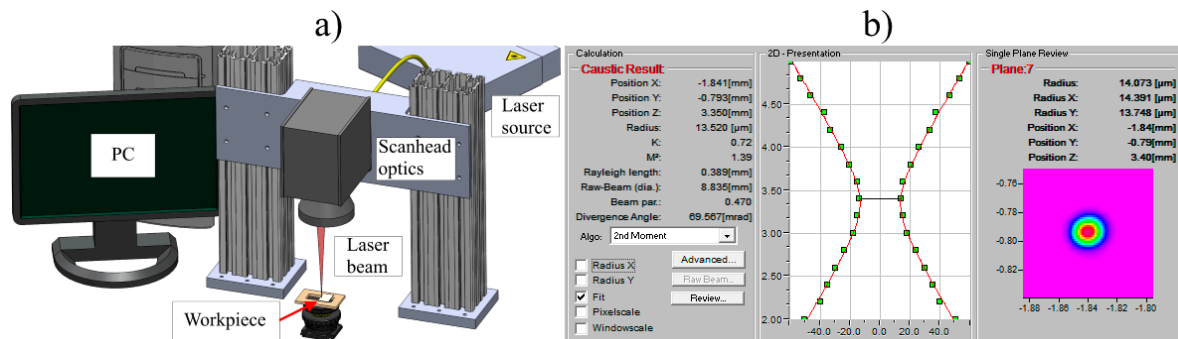 a)
b)
PC
Laser
source
Scanhead
optics
Laser
beam
Workpiece
Calculation
Caustic Result:
Position X: -1.841[mm]
Position Y: -0.793[mm]
Position Z: 3.350[mm]
Radius: 13.520 [µm]
K: 0.72
M²: 1.39
Rayleigh length: 0.389[mm]
Raw-Beam (dia.): 8.835[mm]
Beam par.: 0.470
Divergence Angle: 69.567[mrad]
Algo: 2nd Moment
Radius X
Radius Y
Fit
Pixelscale
Windowscale
Advanced...
Raw Beam...
Review...
2D - Presentation
4.50
4.00
3.50
3.00
2.50
2.00
-40.0 -20.0 0.0 20.0 40.0
Single Plane Review
Plane:7
Radius: 14.073 [µm]
Radius X: 14.391 [µm]
Radius Y: 13.748 [µm]
Position X: -1.84[mm]
Position Y: -0.79[mm]
Position Z: 3.40[mm]
-0.76
-0.78
-0.80
-0.82
-1.88 -1.86 -1.84 -1.82 -1.80